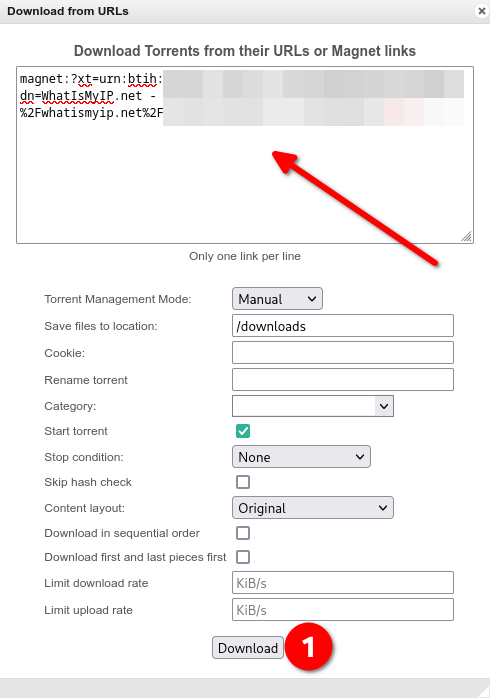 Download from URLs
Download Torrents from their URLs or Magnet links
magnet:?xt=urn:btih:
dn=WhatIsMyIP.net -
%2Fwhatismyip.net%2F
Only one link per line
Torrent Management Mode: Manual
Save files to location: /downloads
Cookie:
Rename torrent
Category:
Start torrent
Stop condition: None
Skip hash check
Content layout: Original
Download in sequential order
Download first and last pieces first
Limit download rate KiB/s
Limit upload rate KiB/s
Download 1